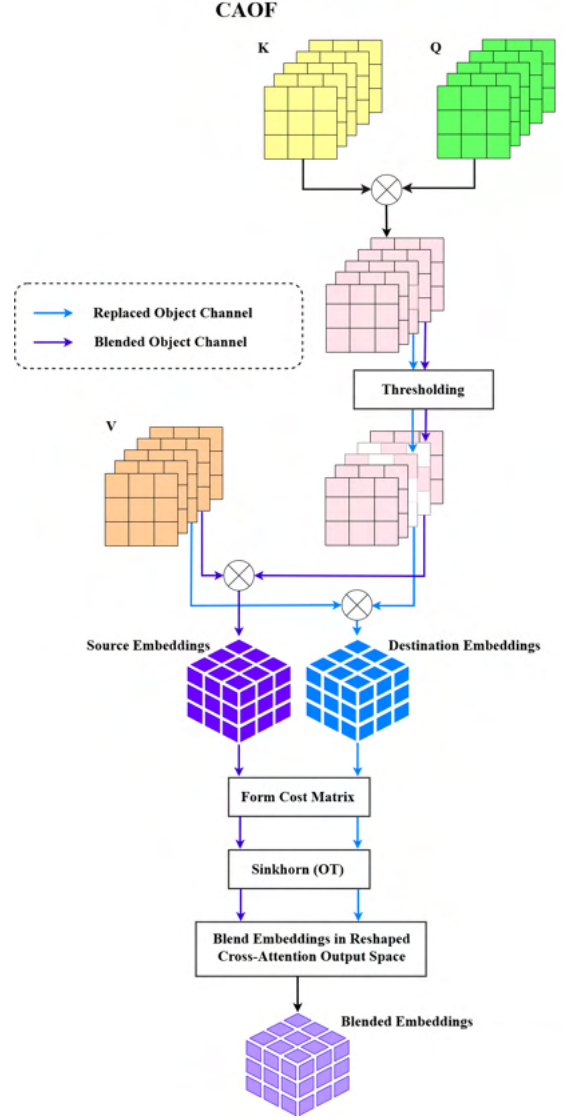 CAOF
K
Q
Replaced Object Channel
Blended Object Channel
Thresholding
V
Source Embeddings
Destination Embeddings
Form Cost Matrix
Sinkhorn (OT)
Blend Embeddings in Reshaped
Cross-Attention Output Space
Blended Embeddings